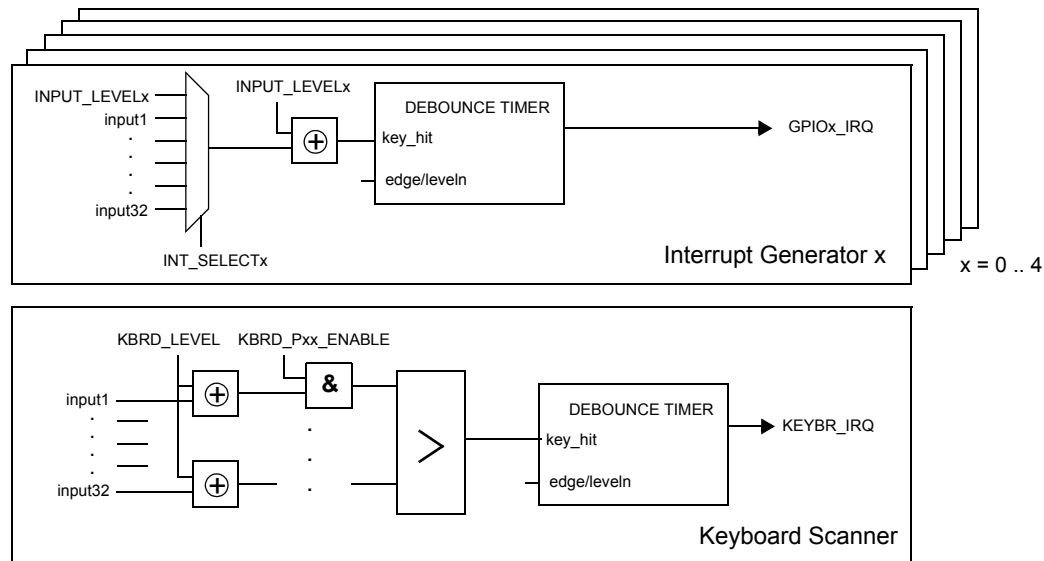 INPUT_LEVELx
INPUT_LEVELx
input1
.
.
.
.
input32
INT_SELECTx
⊕
DEBOUNCE TIMER
key_hit
edge/leveln
GPIOx_IRQ
Interrupt Generator x
x = 0 .. 4
KBRD_LEVEL
KBRD_Pxx_ENABLE
input1
.
.
.
.
input32
⊕
⊕
&
.
.
.
>
DEBOUNCE TIMER
key_hit
edge/leveln
KEYBR_IRQ
Keyboard Scanner